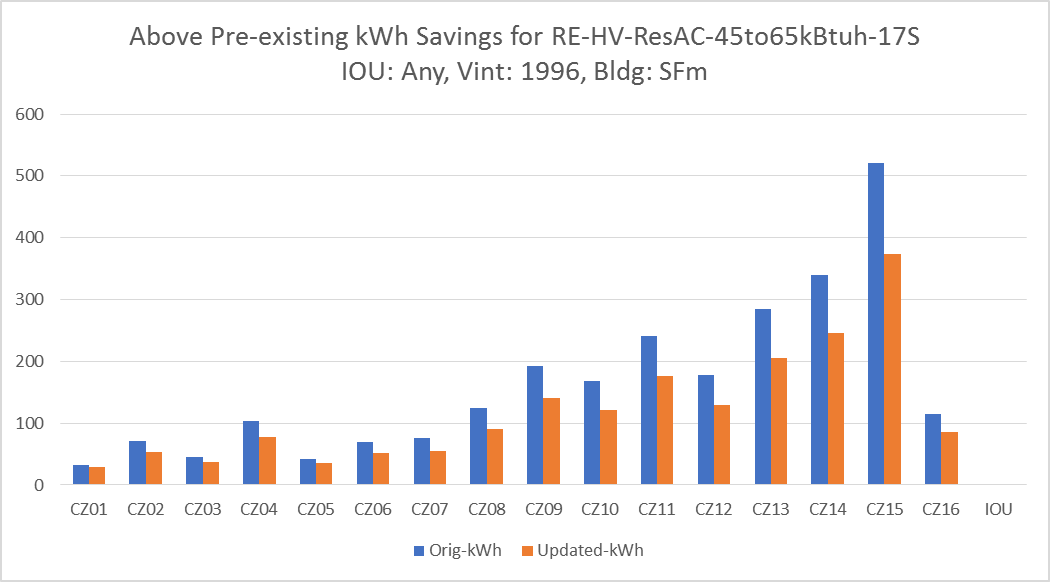 Above Pre-existing kWh Savings for RE-HV-ResAC-45to65kBtuh-17S
IOU: Any, Vint: 1996, Bldg: SFm
600
500
400
300
200
100
0
CZ01 CZ02 CZ03 CZ04 CZ05 CZ06 CZ07 CZ08 CZ09 CZ10 CZ11 CZ12 CZ13 CZ14 CZ15 CZ16 IOU
Orig-kWh Updated-kWh